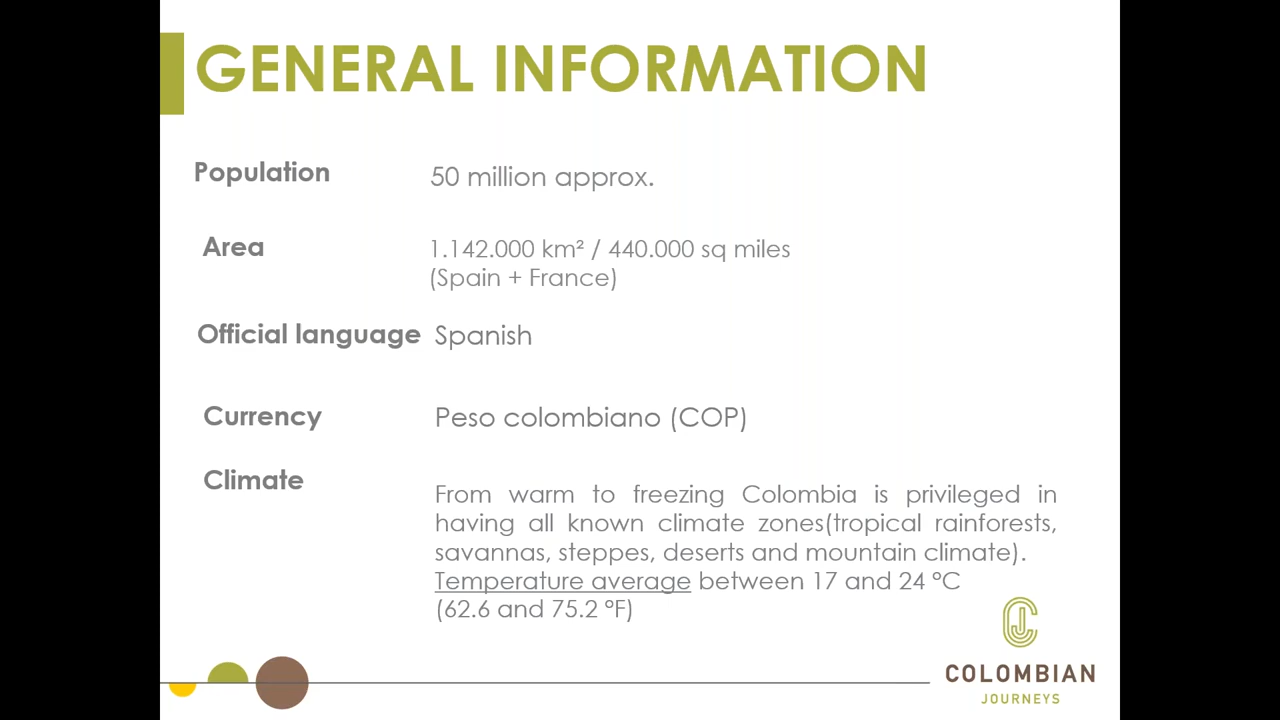 GENERAL INFORMATION
Population
50 million approx.
Area
1.142.000 km² / 440.000 sq miles
(Spain + France)
Official language
Spanish
Currency
Peso colombiano (COP)
Climate
From warm to freezing Colombia is privileged in
having all known climate zones(tropical rainforests,
savannas, steppes, deserts and mountain climate).
Temperature average between 17 and 24 ºC
(62.6 and 75.2 ºF)
COLOMBIAN
JOURNEYS